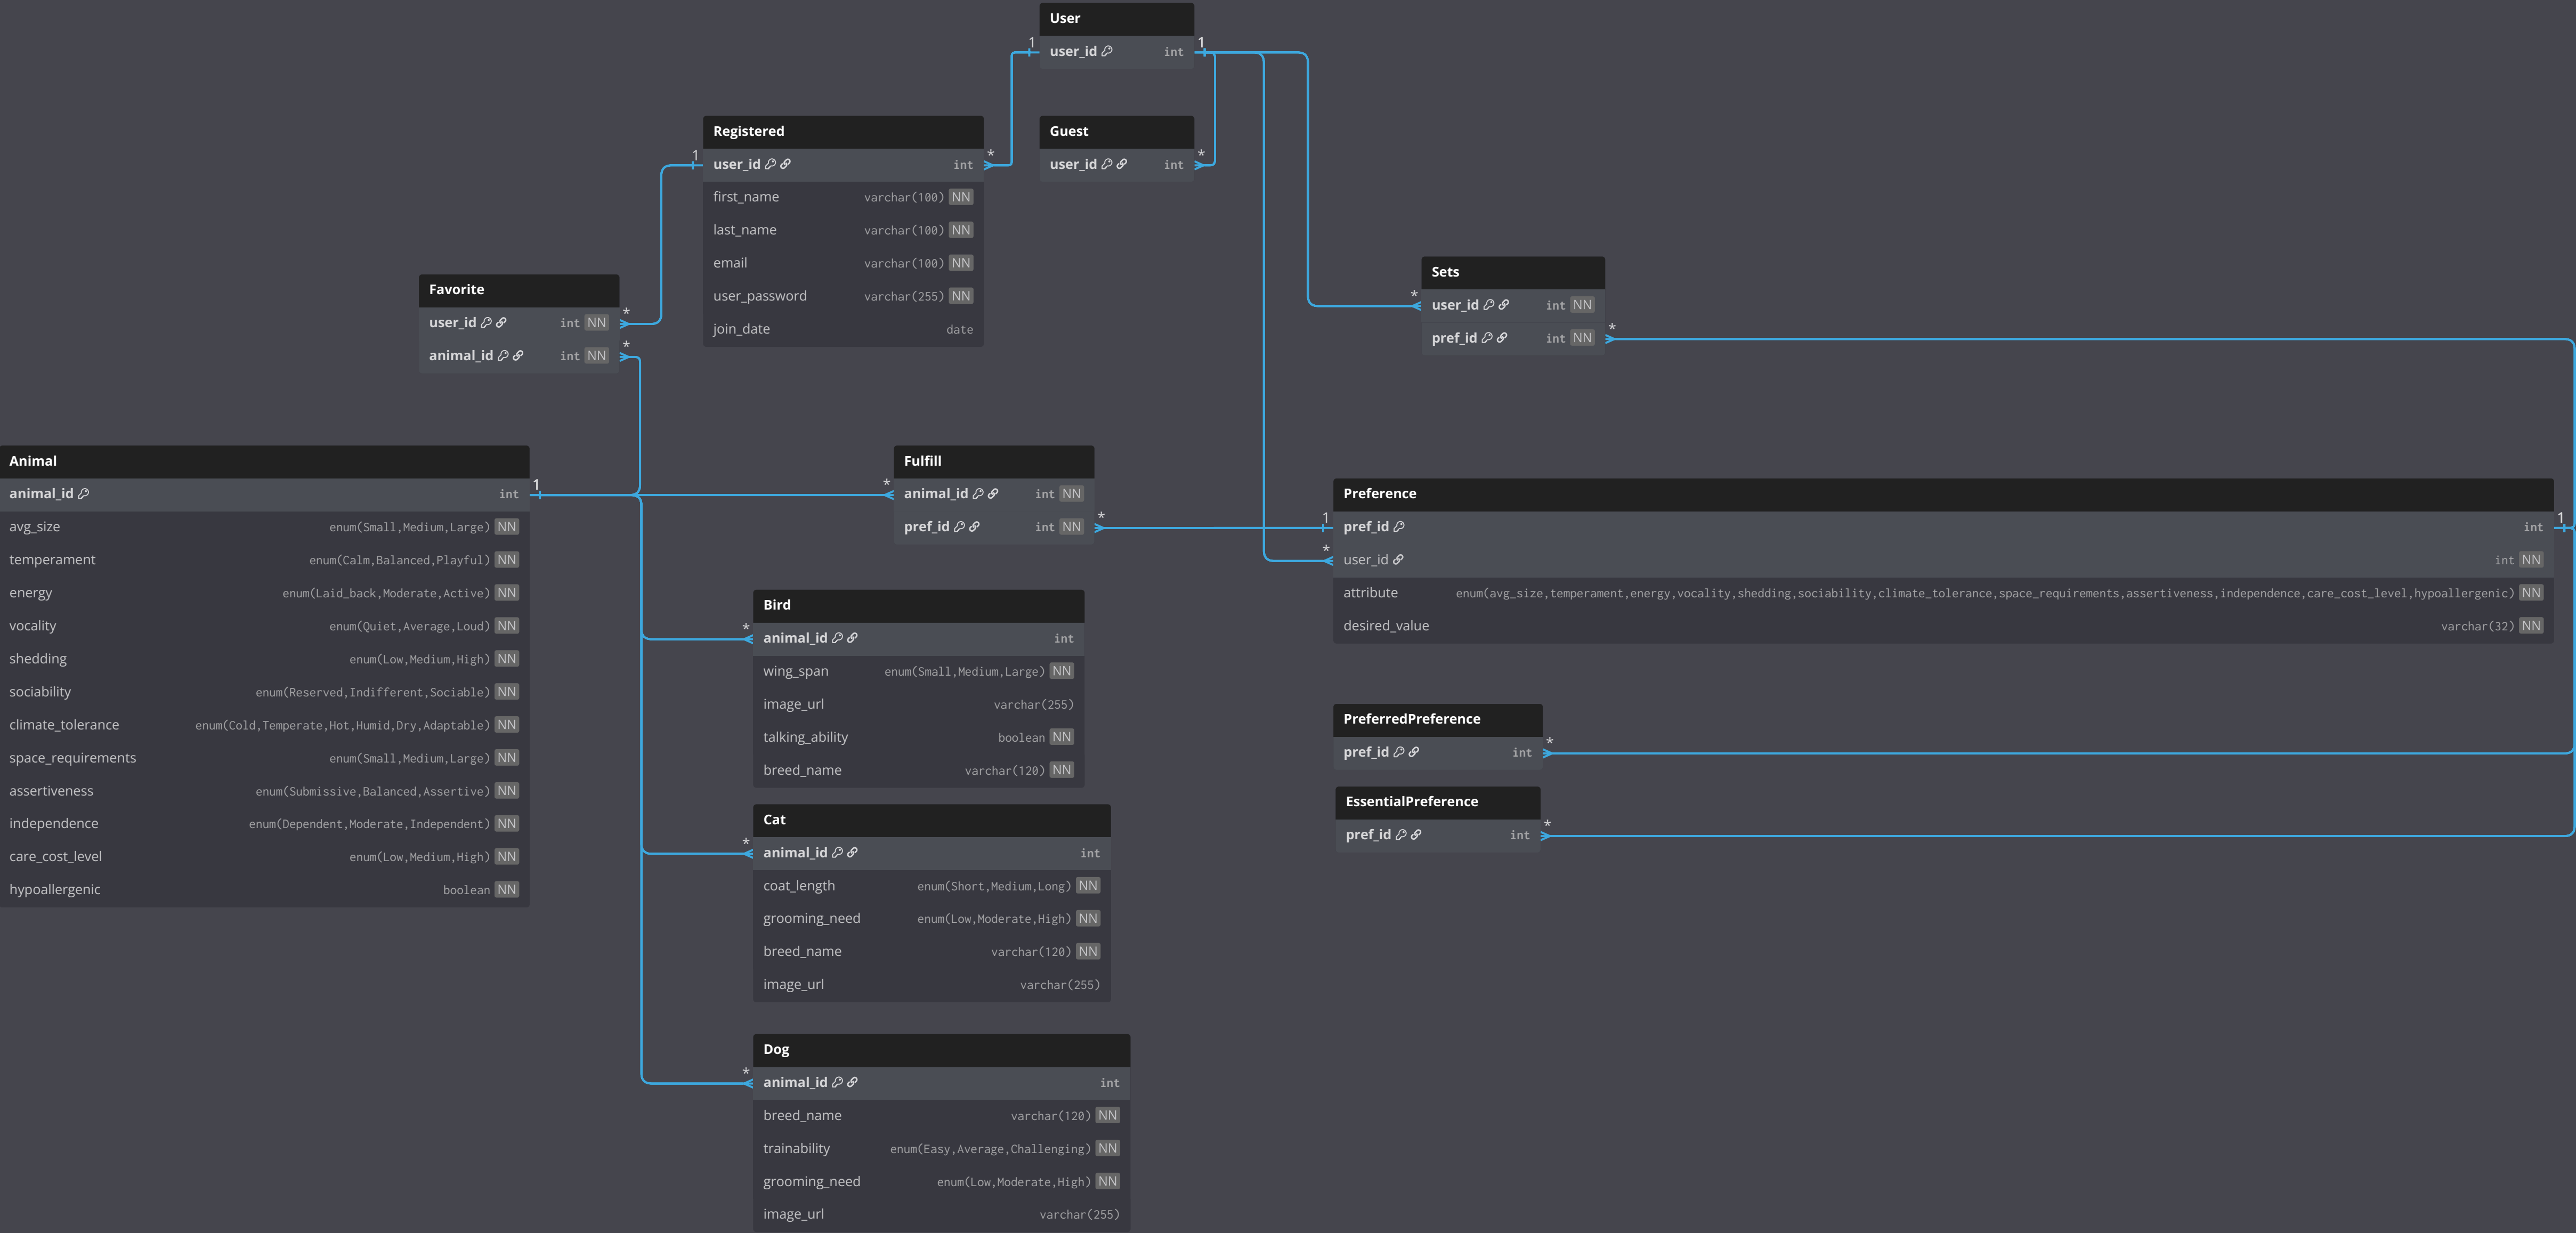 User
1 user_id int 1
Registered
1 user_id int *
first_name varchar(100) NN
last_name varchar(100) NN
email varchar(100) NN
user_password varchar(255) NN
join_date date
Guest
user_id int *
Favorite
user_id int NN *
animal_id int NN *
Sets
* user_id int NN
pref_id int NN *
Animal
animal_id int 1
avg_size enum(Small,Medium,Large) NN
temperament enum(Calm,Balanced,Playful) NN
energy enum(Laid_back,Moderate,Active) NN
vocality enum(Quiet,Average,Loud) NN
shedding enum(Low,Medium,High) NN
sociability enum(Reserved,Indifferent,Sociable) NN
climate_tolerance enum(Cold,Temperate,Hot,Humid,Dry,Adaptable) NN
space_requirements enum(Small,Medium,Large) NN
assertiveness enum(Submissive,Balanced,Assertive) NN
independence enum(Dependent,Moderate,Independent) NN
care_cost_level enum(Low,Medium,High) NN
hypoallergenic boolean NN
Fulfill
* animal_id int NN
pref_id int NN *
Preference
1 pref_id int 1
* user_id int NN
attribute enum(avg_size,temperament,energy,vocality,shedding,sociability,climate_tolerance,space_requirements,assertiveness,independence,care_cost_level,hypoallergenic) NN
desired_value varchar(32) NN
Bird
* animal_id int
wing_span enum(Small,Medium,Large) NN
image_url varchar(255)
talking_ability boolean NN
breed_name varchar(120) NN
PreferredPreference
pref_id int *
EssentialPreference
pref_id int *
Cat
* animal_id int
coat_length enum(Short,Medium,Long) NN
grooming_need enum(Low,Moderate,High) NN
breed_name varchar(120) NN
image_url varchar(255)
Dog
* animal_id int
breed_name varchar(120) NN
trainability enum(Easy,Average,Challenging) NN
grooming_need enum(Low,Moderate,High) NN
image_url varchar(255)